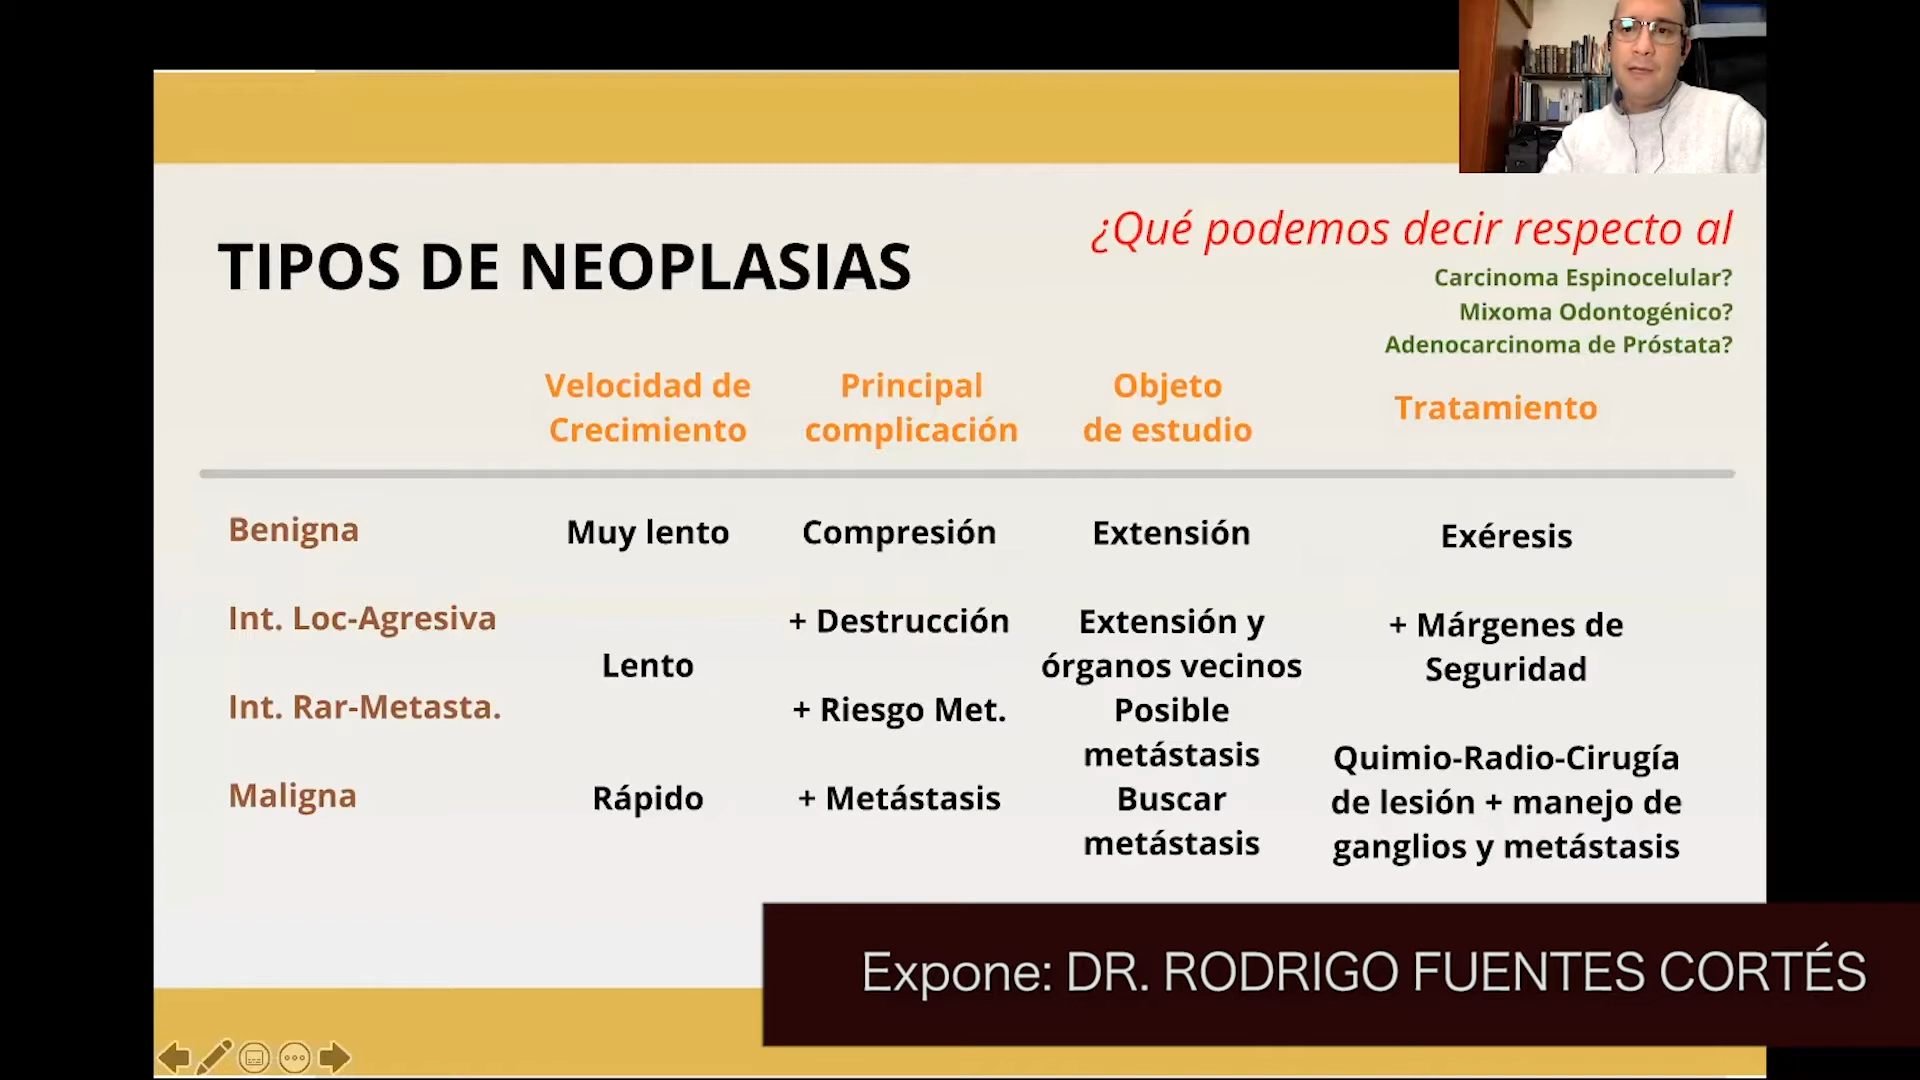 TIPOS DE NEOPLASIAS
¿Qué podemos decir respecto al
Carcinoma Espinocelular?
Mixoma Odontogénico?
Adenocarcinoma de Próstata?
Velocidad de
Crecimiento
Principal
complicación
Objeto
de estudio
Tratamiento
Benigna
Muy lento
Compresión
Extensión
Exéresis
Int. Loc-Agresiva
Lento
+ Destrucción
Extensión y
órganos vecinos
+ Márgenes de
Seguridad
Int. Rar-Metasta.
+ Riesgo Met.
Posible
metástasis
Maligna
Rápido
+ Metástasis
Buscar
metástasis
Quimio-Radio-Cirugía
de lesión + manejo de
ganglios y metástasis
Expone: DR. RODRIGO FUENTES CORTÉS